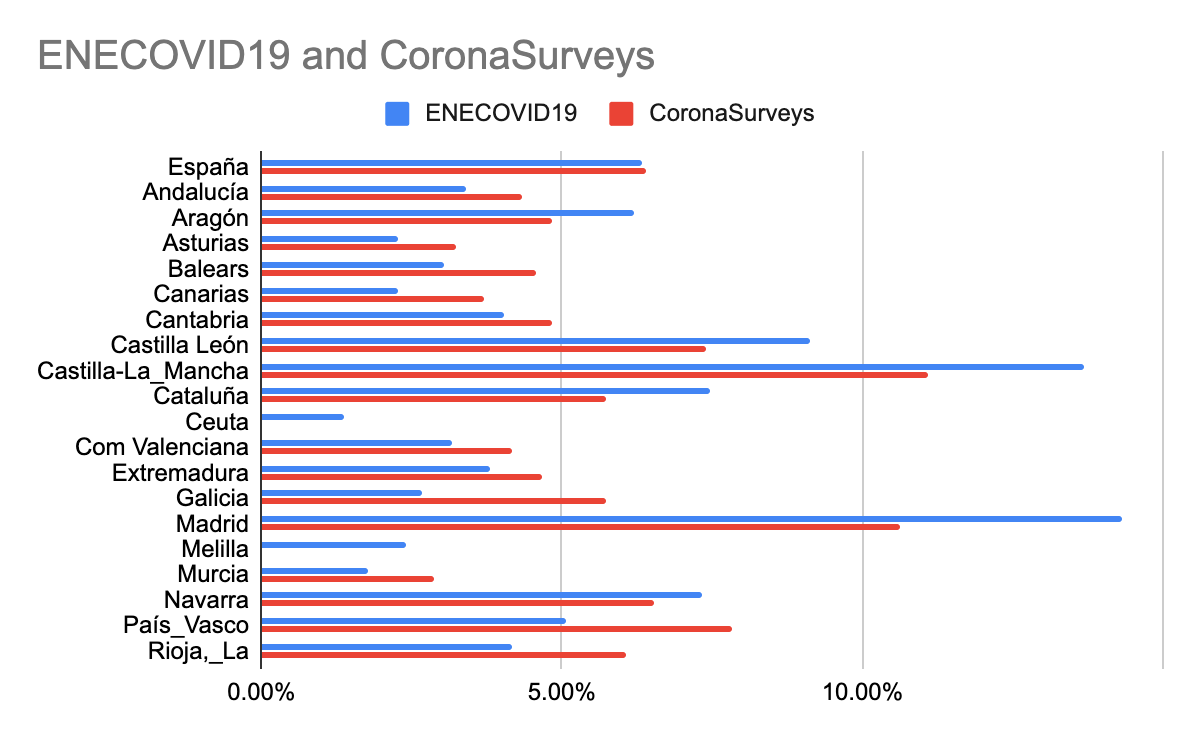 ENECOVID19 and CoronaSurveys
ENECOVID19 CoronaSurveys
España
Andalucía
Aragón
Asturias
Balears
Canarias
Cantabria
Castilla León
Castilla-La_Mancha
Cataluña
Ceuta
Com Valenciana
Extremadura
Galicia
Madrid
Melilla
Murcia
Navarra
País_Vasco
Rioja,_La
0.00% 5.00% 10.00%